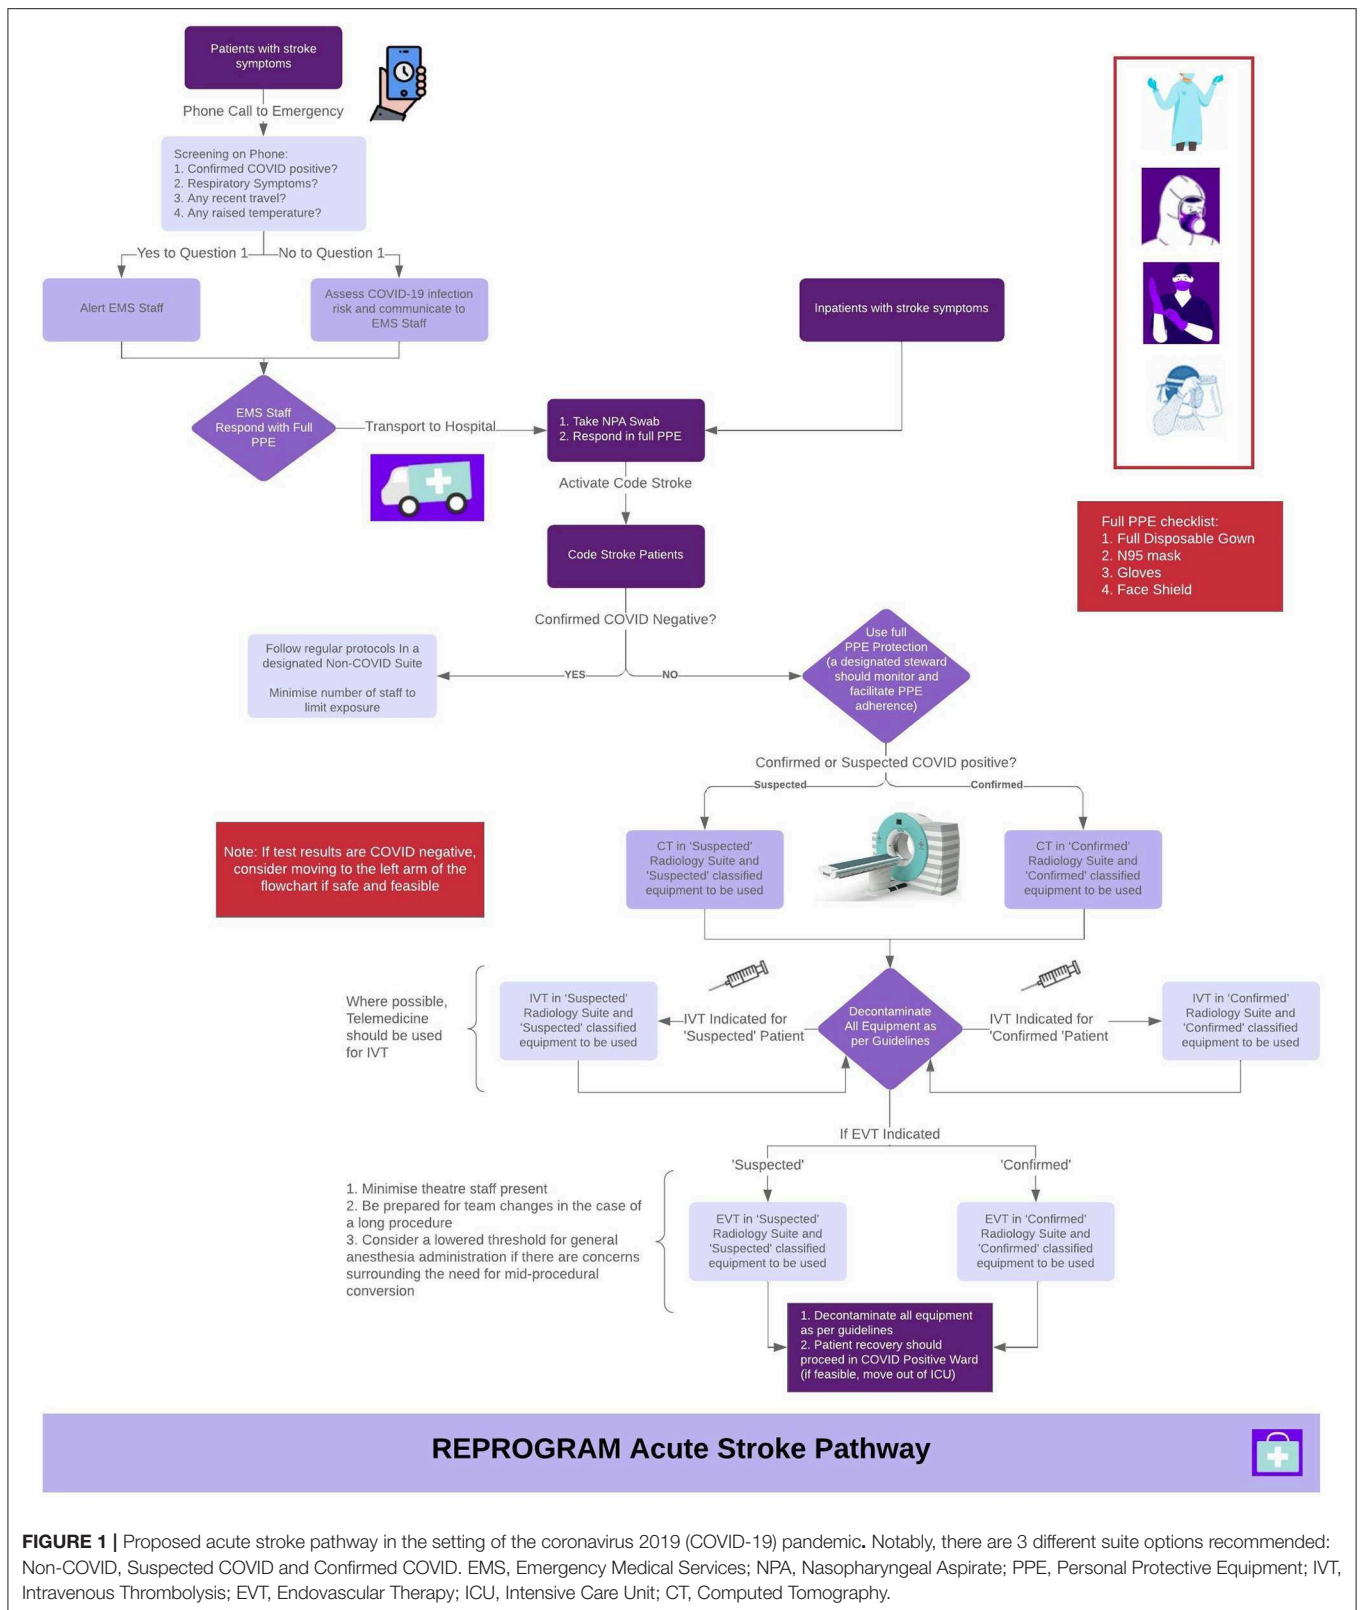 Patients with stroke
symptoms
Phone Call to Emergency
Screening on Phone:
1. Confirmed COVID positive?
2. Respiratory Symptoms?
3. Any recent travel?
4. Any raised temperature?
Yes to Question 1
No to Question 1
Alert EMS Staff
Assess COVID-19 infection
risk and communicate to
EMS Staff
Inpatients with stroke symptoms
EMS Staff
Respond with Full
PPE
Transport to Hospital
1. Take NPA Swab
2. Respond in full PPE
Activate Code Stroke
Full PPE checklist:
1. Full Disposable Gown
2. N95 mask
3. Gloves
4. Face Shield
Code Stroke Patients
Confirmed COVID Negative?
YES
NO
Follow regular protocols In a
designated Non-COVID Suite
Minimise number of staff to
limit exposure
Use full
PPE Protection
(a designated steward
should monitor and
facilitate PPE
adherence)
Confirmed or Suspected COVID positive?
Suspected
Confirmed
Note: If test results are COVID negative,
consider moving to the left arm of the
flowchart if safe and feasible
CT in 'Suspected'
Radiology Suite and
'Suspected' classified
equipment to be used
CT in 'Confirmed'
Radiology Suite and
'Confirmed' classified
equipment to be used
Where possible,
Telemedicine
should be used
for IVT
IVT in 'Suspected'
Radiology Suite and
'Suspected' classified
equipment to be used
IVT Indicated for
'Suspected' Patient
Decontaminate
All Equipment as
per Guidelines
IVT Indicated for
'Confirmed 'Patient
IVT in 'Confirmed'
Radiology Suite and
'Confirmed' classified
equipment to be used
If EVT Indicated
'Suspected'
'Confirmed'
1. Minimise theatre staff present
2. Be prepared for team changes in the case of
a long procedure
3. Consider a lowered threshold for general
anesthesia administration if there are concerns
surrounding the need for mid-procedural
conversion
EVT in 'Suspected'
Radiology Suite and
'Suspected' classified
equipment to be used
EVT in 'Confirmed'
Radiology Suite and
'Confirmed' classified
equipment to be used
1. Decontaminate all equipment
as per guidelines
2. Patient recovery should
proceed in COVID Positive Ward
(if feasible, move out of ICU)
REPROGRAM Acute Stroke Pathway
FIGURE 1 | Proposed acute stroke pathway in the setting of the coronavirus 2019 (COVID-19) pandemic. Notably, there are 3 different suite options recommended:
Non-COVID, Suspected COVID and Confirmed COVID. EMS, Emergency Medical Services; NPA, Nasopharyngeal Aspirate; PPE, Personal Protective Equipment; IVT,
Intravenous Thrombolysis; EVT, Endovascular Therapy; ICU, Intensive Care Unit; CT, Computed Tomography.